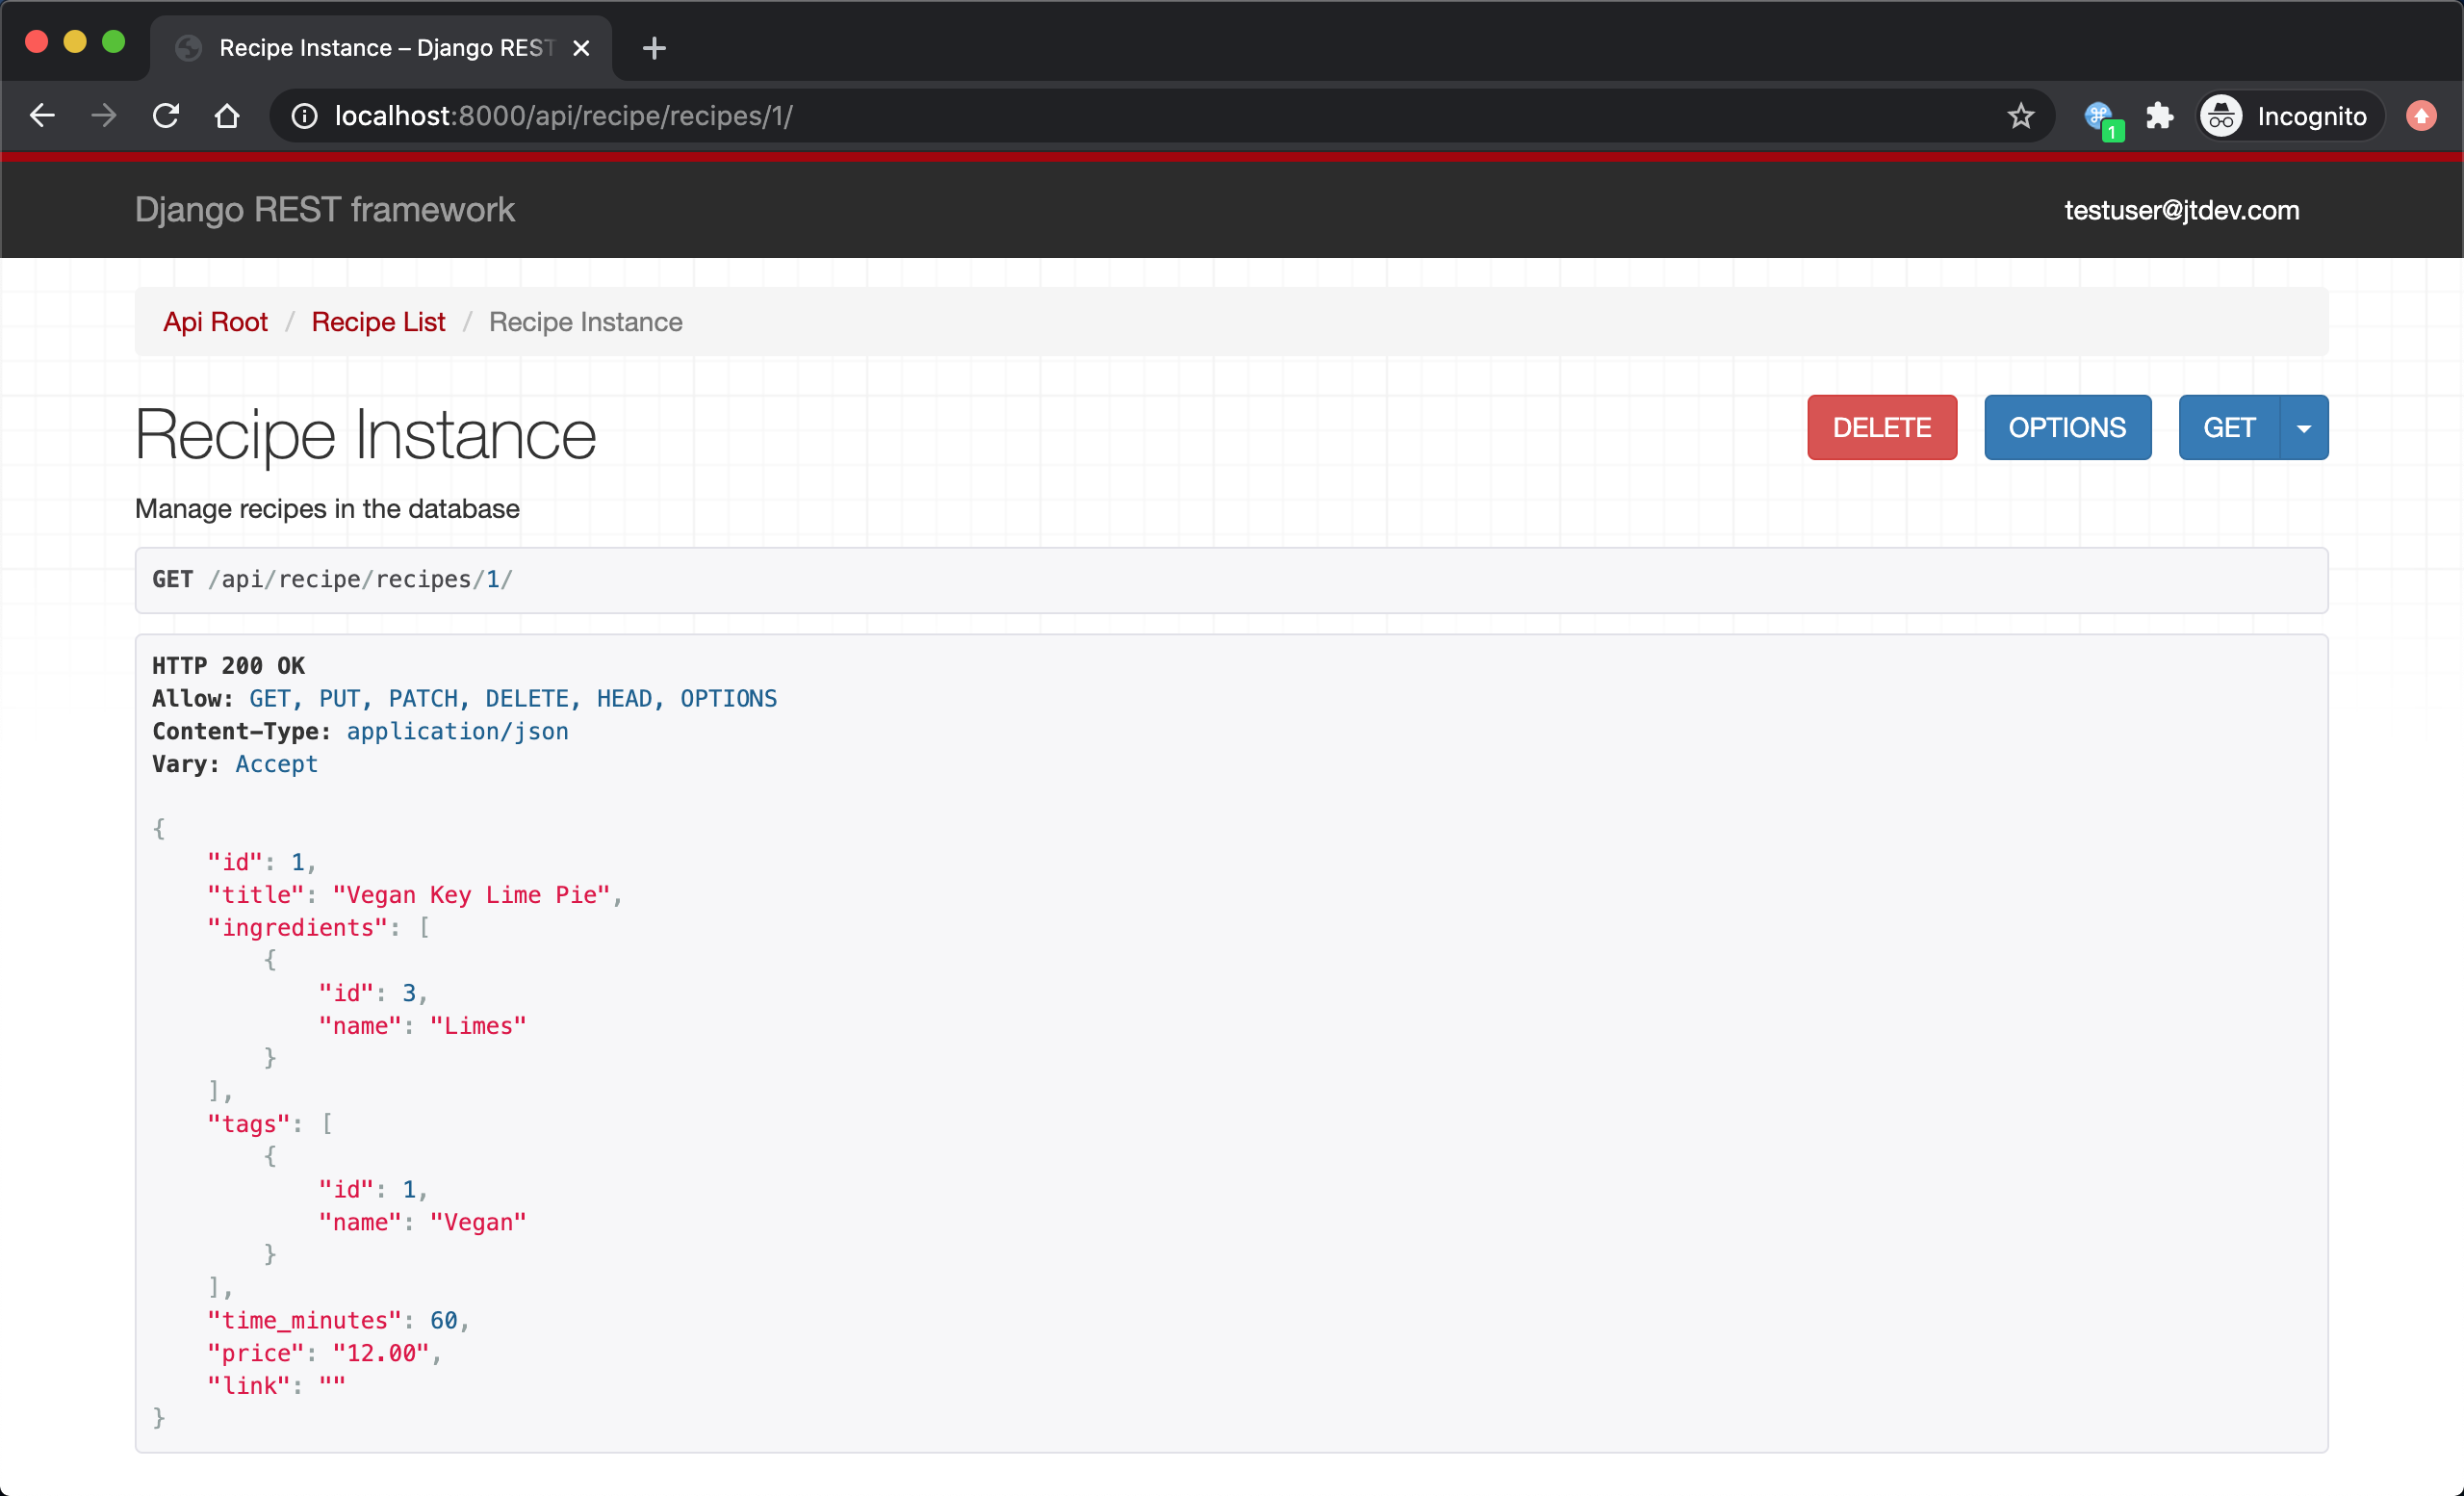 Recipe Instance – Django REST
localhost:8000/api/recipe/recipes/1/
1
Incognito
Django REST framework
testuser@jtdev.com
Api Root / Recipe List / Recipe Instance
Recipe Instance
DELETE
OPTIONS
GET
Manage recipes in the database
GET /api/recipe/recipes/1/
HTTP 200 OK
Allow: GET, PUT, PATCH, DELETE, HEAD, OPTIONS
Content-Type: application/json
Vary: Accept
{
    "id": 1,
    "title": "Vegan Key Lime Pie",
    "ingredients": [
        {
            "id": 3,
            "name": "Limes"
        }
    ],
    "tags": [
        {
            "id": 1,
            "name": "Vegan"
        }
    ],
    "time_minutes": 60,
    "price": "12.00",
    "link": ""
}